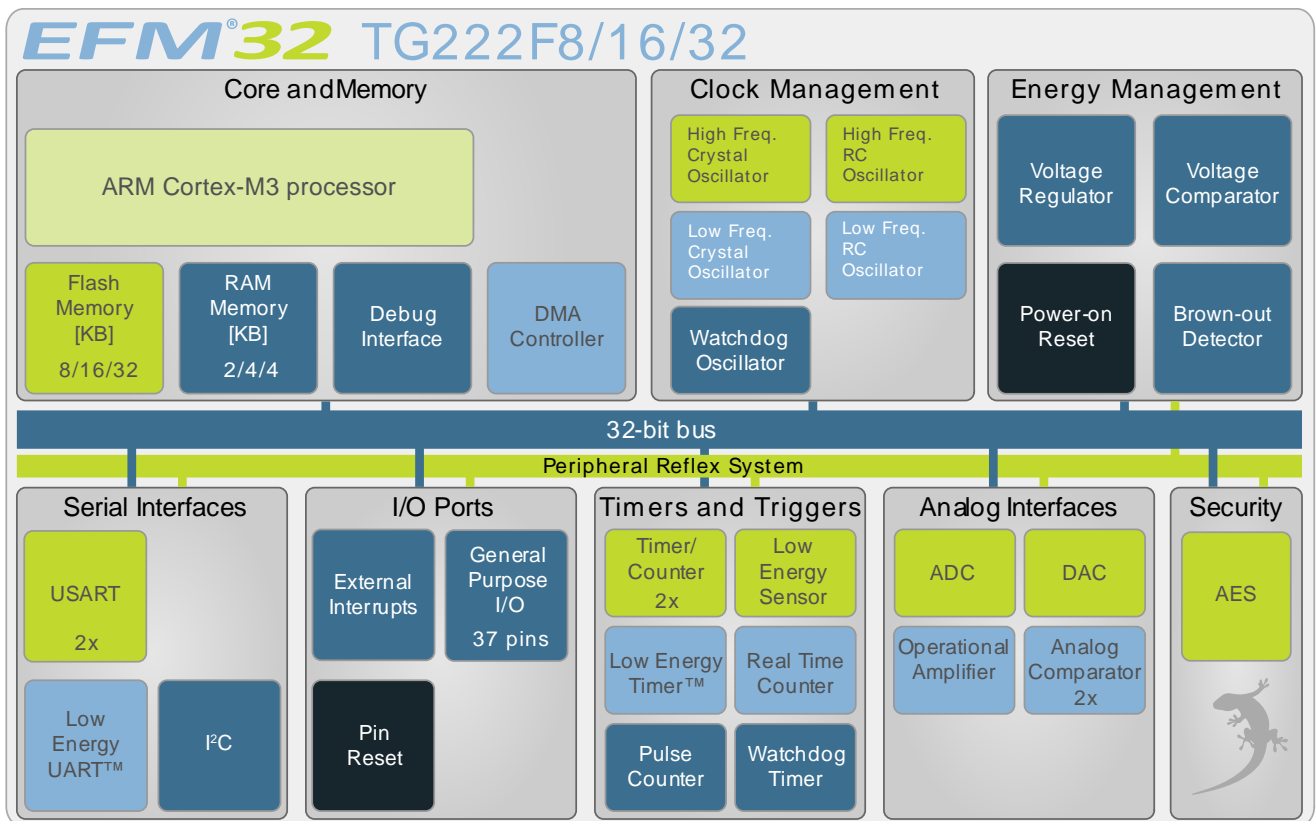 EFM®32 TG222F8/16/32
Core and Memory
ARM Cortex-M3 processor
Flash
Memory
[KB]
8/16/32
RAM
Memory
[KB]
2/4/4
Debug
Interface
DMA
Controller
Clock Management
High Freq.
Crystal
Oscillator
High Freq.
RC
Oscillator
Low Freq.
Crystal
Oscillator
Low Freq.
RC
Oscillator
Watchdog
Oscillator
Energy Management
Voltage
Regulator
Voltage
Comparator
Power-on
Reset
Brown-out
Detector
32-bit bus
Peripheral Reflex System
Serial Interfaces
USART
2x
Low
Energy
UART™
I²C
I/O Ports
External
Interrupts
General
Purpose
I/O
37 pins
Pin
Reset
Timers and Triggers
Timer/
Counter
2x
Low
Energy
Sensor
Low Energy
Timer™
Real Time
Counter
Pulse
Counter
Watchdog
Timer
Analog Interfaces
ADC
DAC
Operational
Amplifier
Analog
Comparator
2x
Security
AES